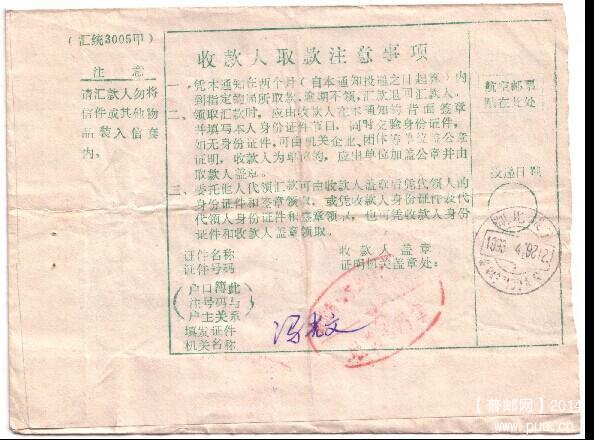 （汇统3005甲）
注意
请汇款人勿将
信件或其他物
品装入信套
内。
收款人取款注意事项
一、凭本通知在两个月（自本通知投递之日起算）内
到指定的局所取款，逾期不领，汇款退回汇款人。
二、领取汇款时，应由收款人在本通知的背面签章
并填写本人身份证件节目，同时交验身份证件，
如无身份证件，可由机关企业、团体等单位盖公章
证明，收款人为单位的，应出单位加盖公章并由
取款人盖章。
三、委托他人代领汇款可由收款人盖章后凭代领人的
身份证件和签章领取，或凭收款人身份证件及代
代领人身份证件和签章领取，也可凭收款人身份
证件和收款人盖章领取。
航空邮票
贴在此处
投递日戳
证件名称
证件号码
收款人盖章
证明机关盖章处：
（户口簿此
注号码与
户主关系）
填发证件
机关名称
冯光文
【普邮网】2014
www.puu.cn